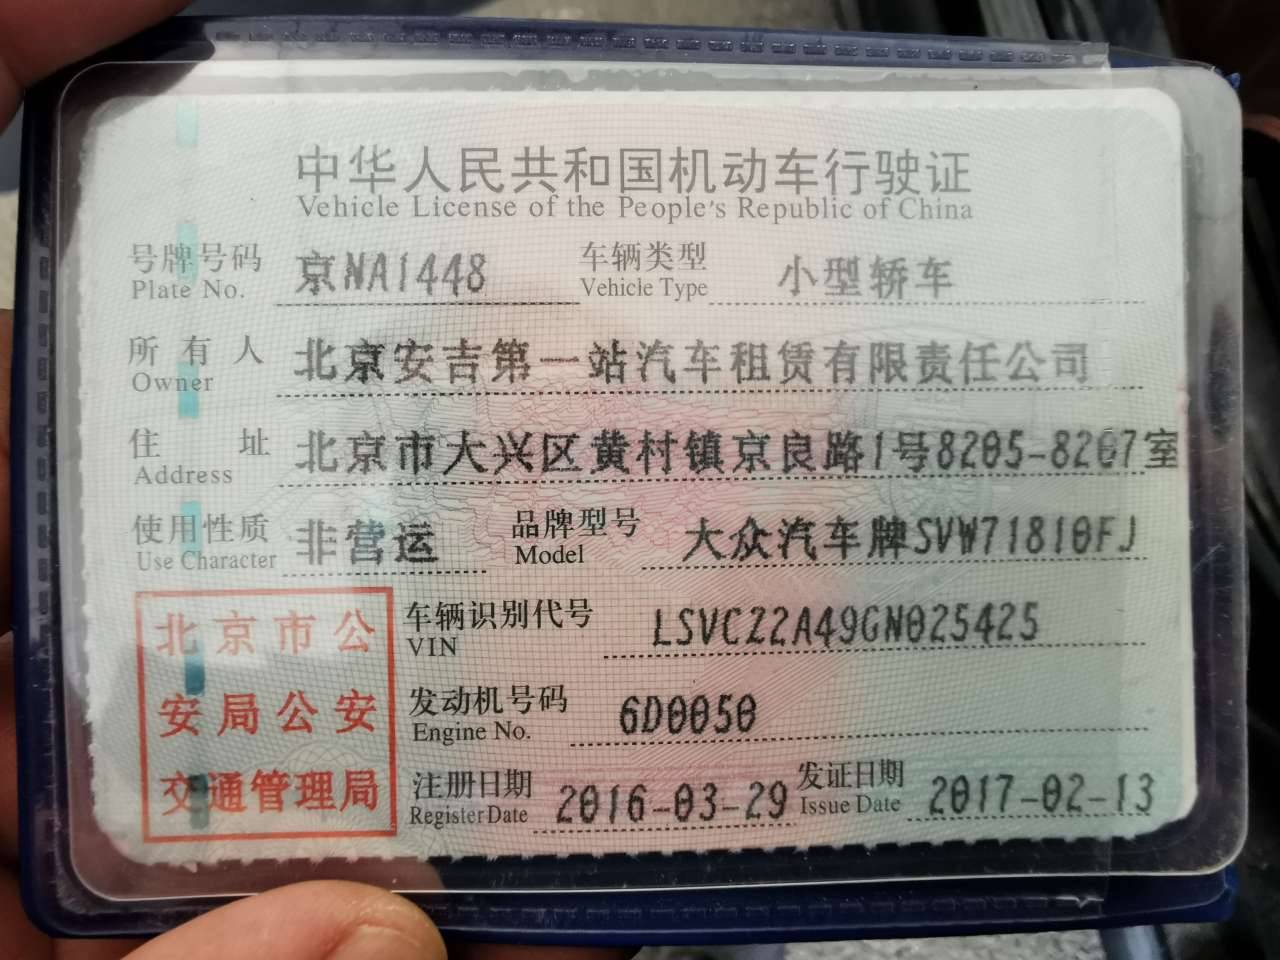 中华人民共和国机动车行驶证
Vehicle License of the People's Republic of China
号牌号码 京NA1448 车辆类型 小型轿车
Plate No. Vehicle Type
所有人 北京安吉第一站汽车租赁有限责任公司
Owner
住址 北京市大兴区黄村镇京良路1号8205-8207室
Address
使用性质 非营运 品牌型号 大众汽车牌SVW71810FJ
Use Character Model
北京市公
安局公安
交通管理局
车辆识别代号 LSVCZ2A49GN025425
VIN
发动机号码 6D0050
Engine No.
注册日期 2016-03-29 发证日期 2017-02-13
Register Date Issue Date